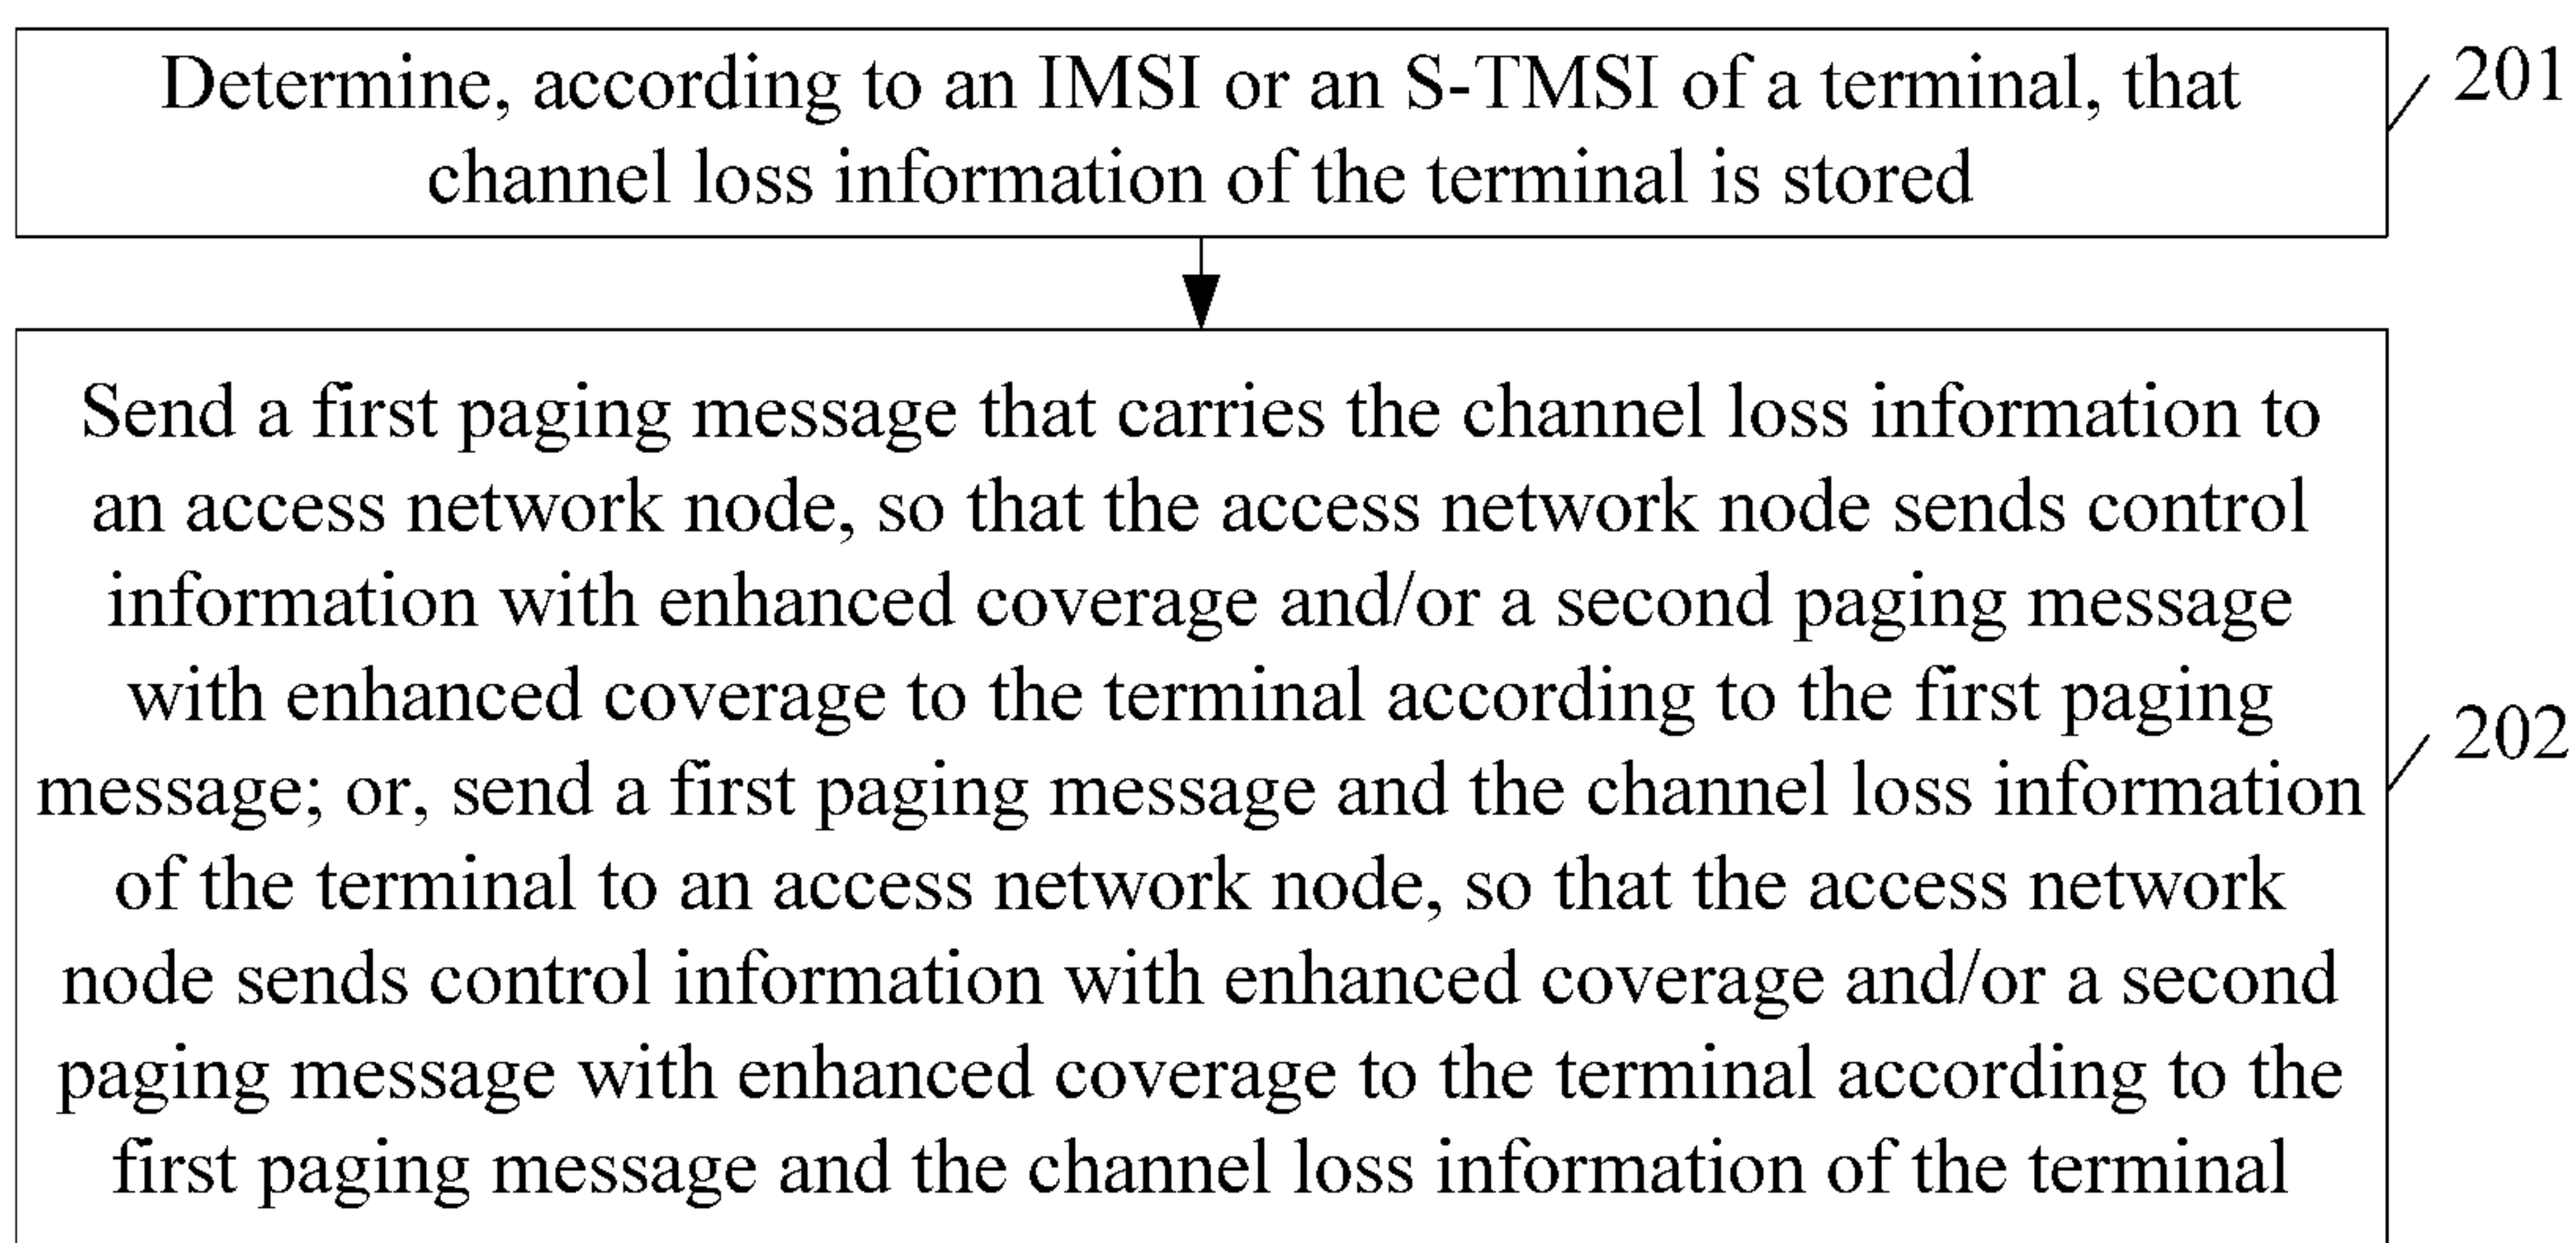 Determine, according to an IMSI or an S-TMSI of a terminal, that
channel loss information of the terminal is stored
201
Send a first paging message that carries the channel loss information to
an access network node, so that the access network node sends control
information with enhanced coverage and/or a second paging message
with enhanced coverage to the terminal according to the first paging
message; or, send a first paging message and the channel loss information
of the terminal to an access network node, so that the access network
node sends control information with enhanced coverage and/or a second
paging message with enhanced coverage to the terminal according to the
first paging message and the channel loss information of the terminal
202